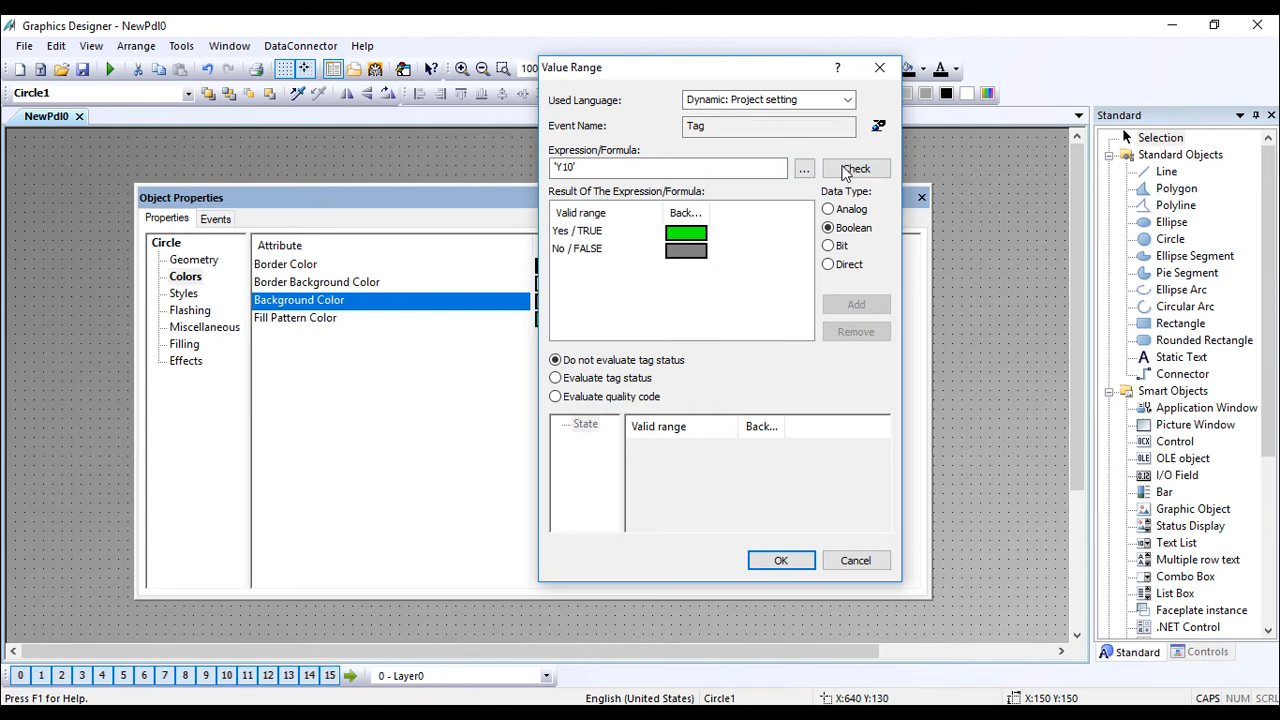 Graphics Designer - NewPdl0
File Edit View Arrange Tools Window DataConnector Help
100
Circle1
NewPdl0
Object Properties
Properties Events
Circle
Geometry
Colors
Styles
Flashing
Miscellaneous
Filling
Effects
Attribute
Border Color
Border Background Color
Background Color
Fill Pattern Color
Value Range
Used Language: Dynamic: Project setting
Event Name: Tag
Expression/Formula:
'Y10' ... Check
Result Of The Expression/Formula:
Valid range Back...
Yes / TRUE
No / FALSE
Data Type:
Analog
Boolean
Bit
Direct
Add
Remove
Do not evaluate tag status
Evaluate tag status
Evaluate quality code
State
Valid range Back...
OK Cancel
Standard
Selection
Standard Objects
Line
Polygon
Polyline
Ellipse
Circle
Ellipse Segment
Pie Segment
Ellipse Arc
Circular Arc
Rectangle
Rounded Rectangle
Static Text
Connector
Smart Objects
Application Window
Picture Window
Control
OLE object
I/O Field
Bar
Graphic Object
Status Display
Text List
Multiple row text
Combo Box
List Box
Faceplate instance
.NET Control
Standard Controls
0 1 2 3 4 5 6 7 8 9 10 11 12 13 14 15 0 - Layer0
Press F1 for Help. English (United States) Circle1 X:640 Y:130 X:150 Y:150 CAPS NUM SCRL